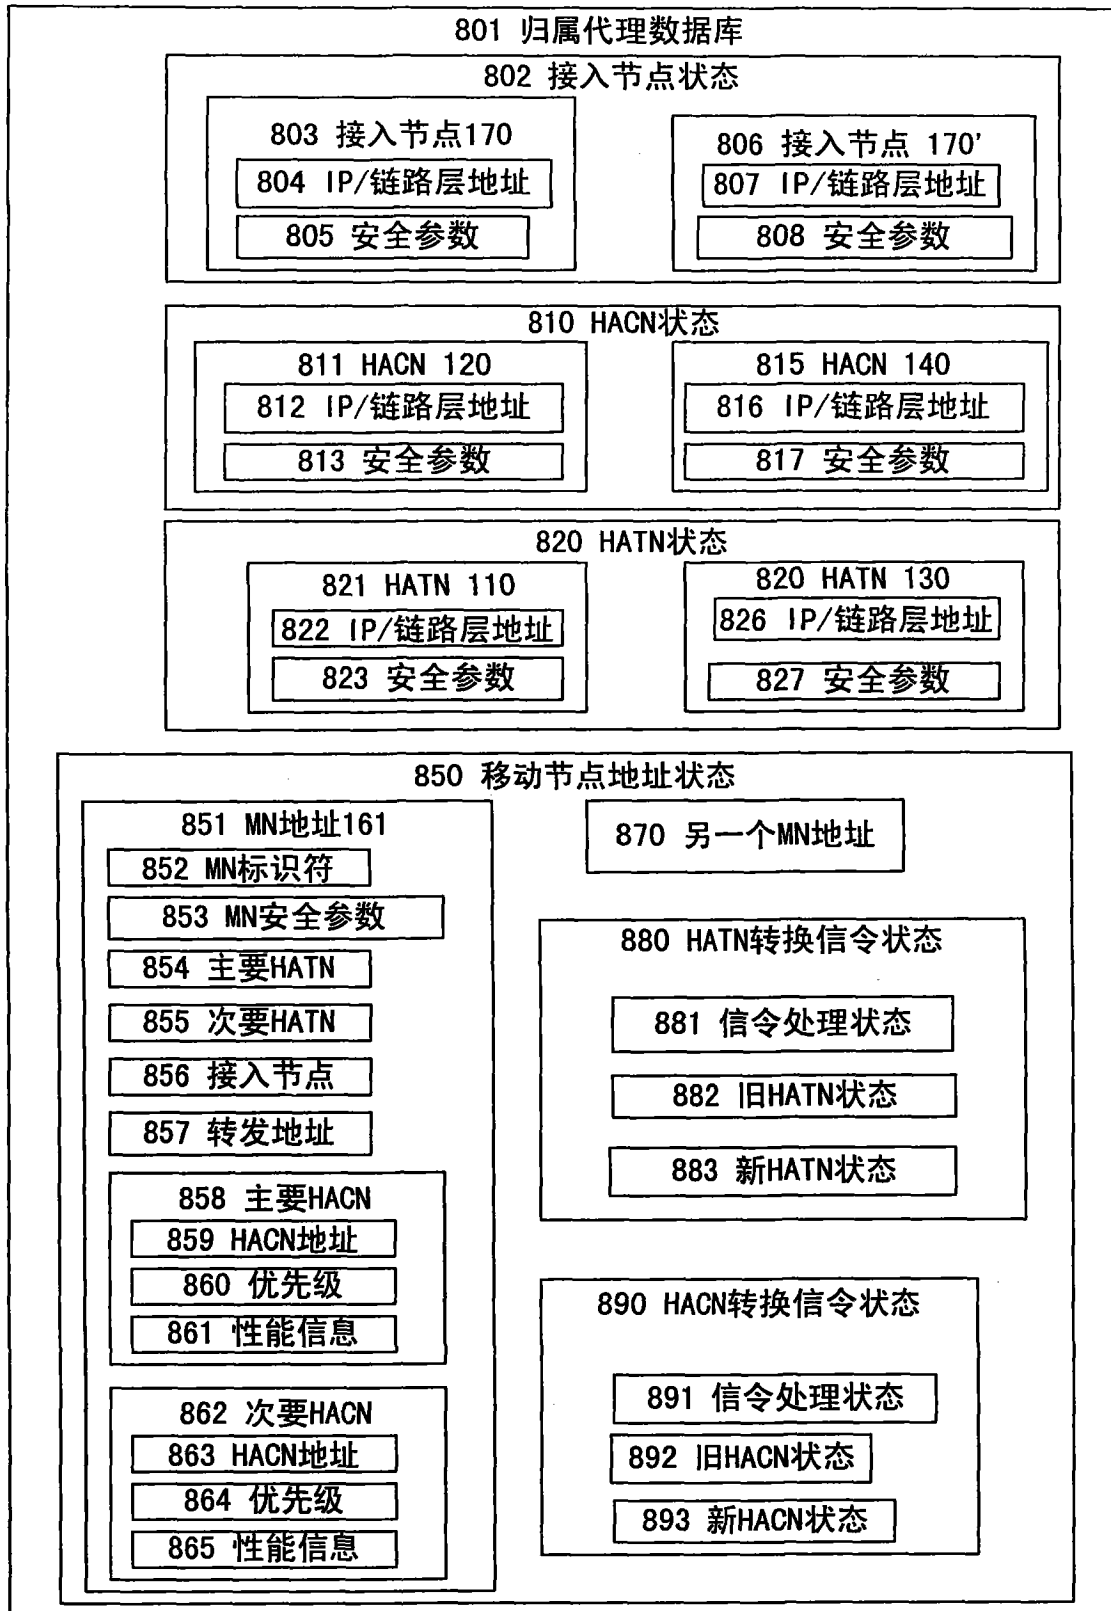 801 归属代理数据库
802 接入节点状态
803 接入节点170
804 IP/链路层地址
805 安全参数
806 接入节点 170'
807 IP/链路层地址
808 安全参数
810 HACN状态
811 HACN 120
812 IP/链路层地址
813 安全参数
815 HACN 140
816 IP/链路层地址
817 安全参数
820 HATN状态
821 HATN 110
822 IP/链路层地址
823 安全参数
820 HATN 130
826 IP/链路层地址
827 安全参数
850 移动节点地址状态
851 MN地址161
852 MN标识符
853 MN安全参数
854 主要HATN
855 次要HATN
856 接入节点
857 转发地址
858 主要HACN
859 HACN地址
860 优先级
861 性能信息
862 次要HACN
863 HACN地址
864 优先级
865 性能信息
870 另一个MN地址
880 HATN转换信令状态
881 信令处理状态
882 旧HATN状态
883 新HATN状态
890 HACN转换信令状态
891 信令处理状态
892 旧HACN状态
893 新HACN状态